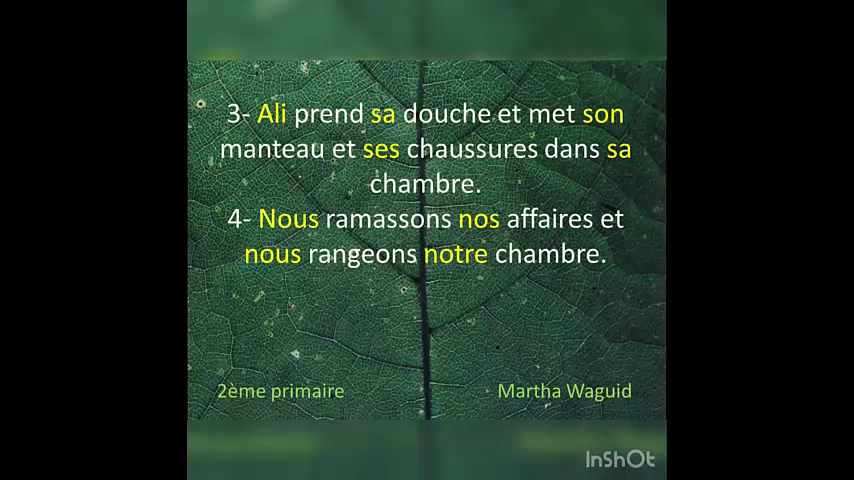 3- Ali prend sa douche et met son
manteau et ses chaussures dans sa
chambre.
4- Nous ramassons nos affaires et
nous rangeons notre chambre.
2ème primaire
Martha Waguid
InShOt